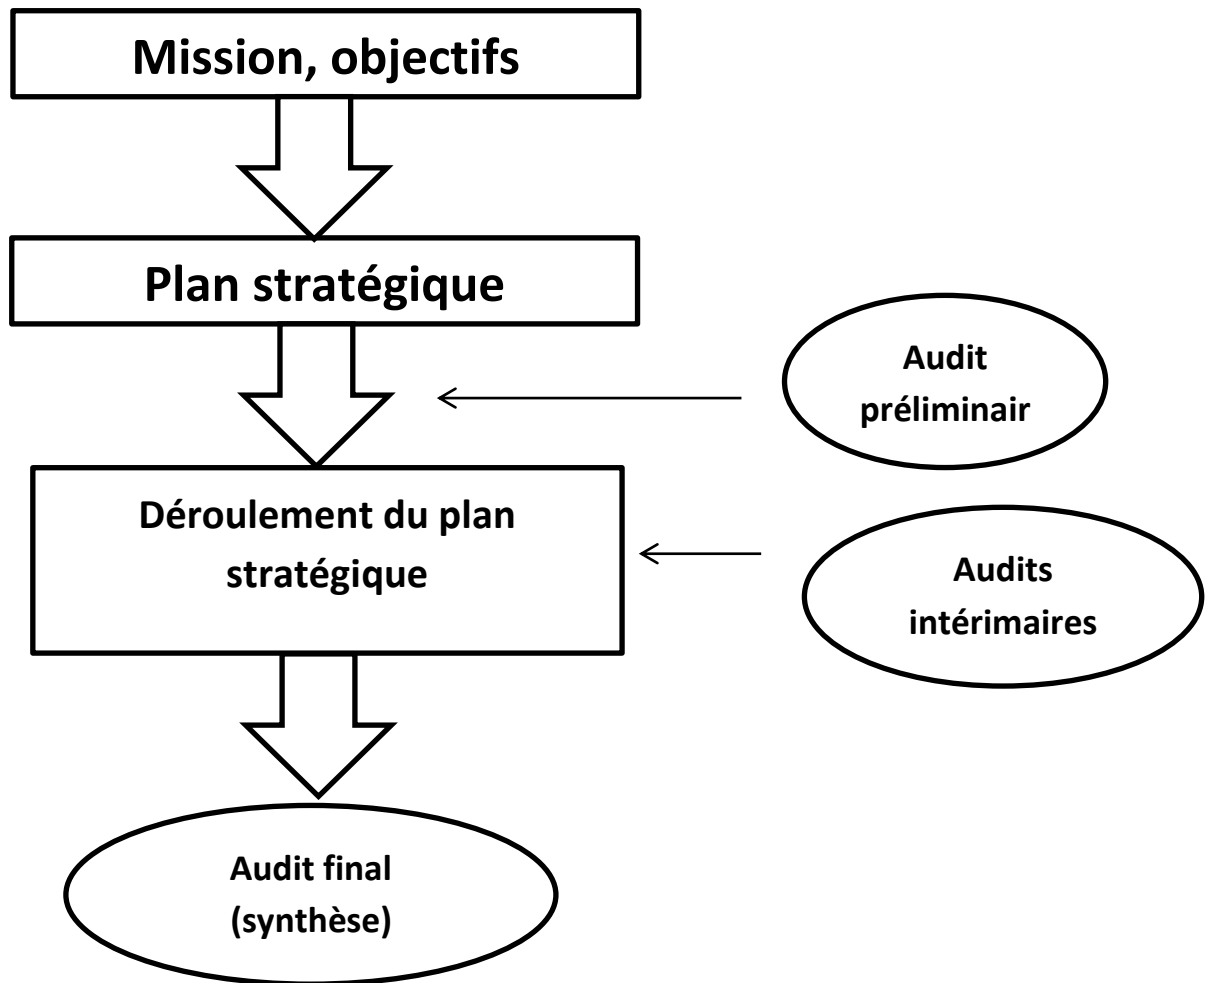 Mission, objectifs
Plan stratégique
Audit
préliminair
Déroulement du plan
stratégique
Audits
intérimaires
Audit final
(synthèse)